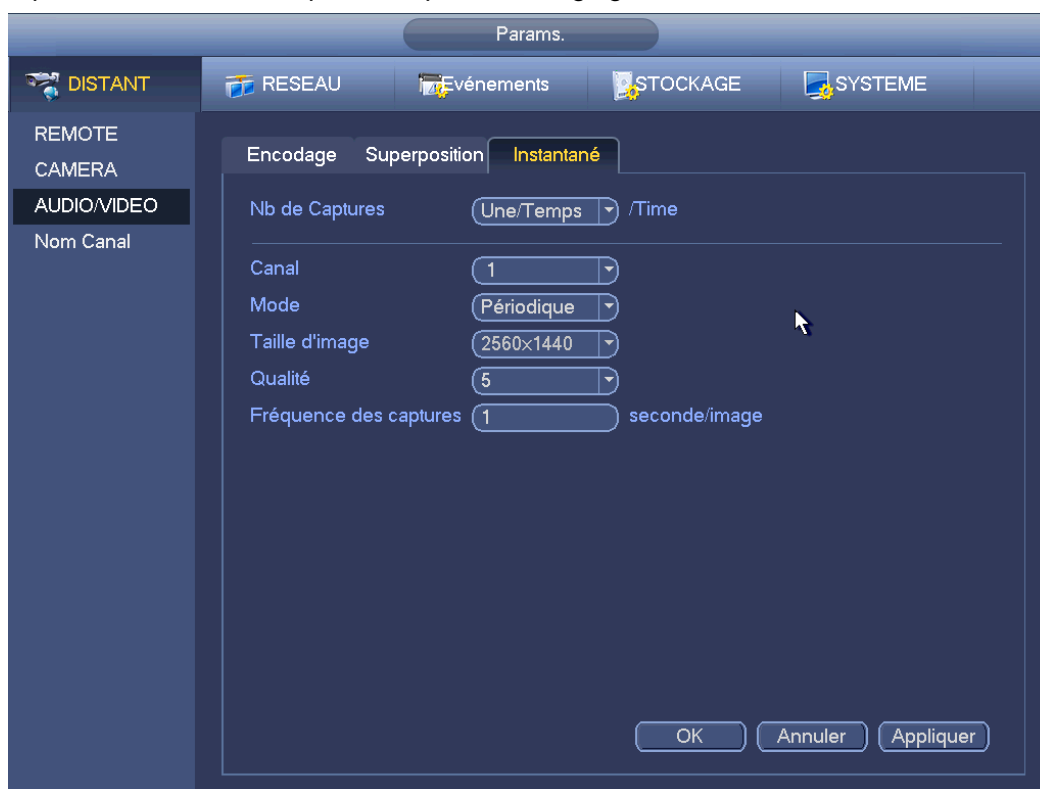 Params.
DISTANT RESEAU Evénements STOCKAGE SYSTEME
REMOTE
CAMERA
AUDIO/VIDEO
Nom Canal
Encodage Superposition Instantané
Nb de Captures Une/Temps /Time
Canal 1
Mode Périodique
Taille d'image 2560×1440
Qualité 5
Fréquence des captures 1 seconde/image
OK Annuler Appliquer